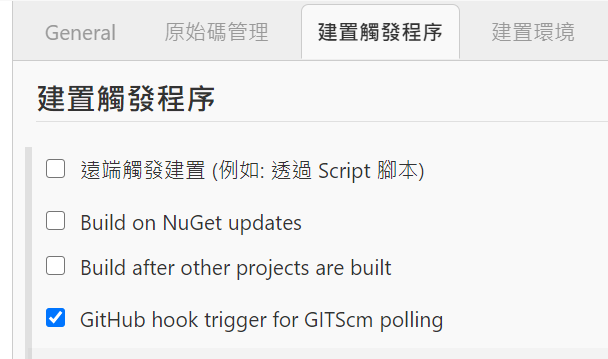 General 原始碼管理 建置觸發程序 建置環境
建置觸發程序
遠端觸發建置 (例如: 透過 Script 腳本)
Build on NuGet updates
Build after other projects are built
GitHub hook trigger for GITScm polling